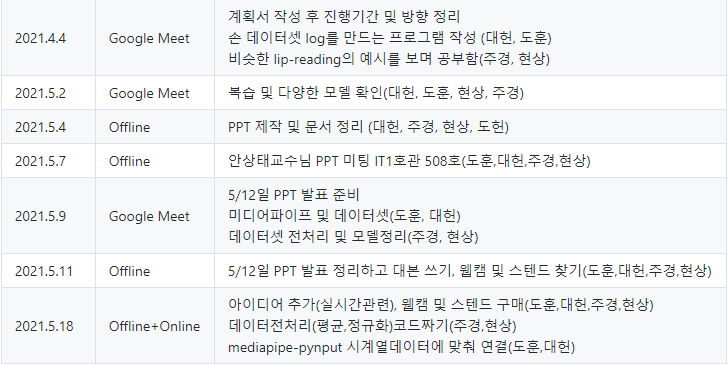 2021.4.4 Google Meet 계획서 작성 후 진행기간 및 방향 정리
손 데이터셋 log를 만드는 프로그램 작성 (대헌, 도훈)
비슷한 lip-reading의 예시를 보며 공부함(주경, 현상)
2021.5.2 Google Meet 복습 및 다양한 모델 확인(대헌, 도훈, 현상, 주경)
2021.5.4 Offline PPT 제작 및 문서 정리 (대헌, 주경, 현상, 도헌)
2021.5.7 Offline 안상태교수님 PPT 미팅 IT1호관 508호(도훈,대헌,주경,현상)
2021.5.9 Google Meet 5/12일 PPT 발표 준비
미디어파이프 및 데이터셋(도훈, 대헌)
데이터셋 전처리 및 모델정리(주경, 현상)
2021.5.11 Offline 5/12일 PPT 발표 정리하고 대본 쓰기, 웹캠 및 스텐드 찾기(도훈,대헌,주경,현상)
2021.5.18 Offline+Online 아이디어 추가(실시간관련), 웹캠 및 스텐드 구매(도훈,대헌,주경,현상)
데이터전처리(평균,정규화)코드짜기(주경,현상)
mediapipe-pynput 시계열데이터에 맞춰 연결(도훈,대헌)